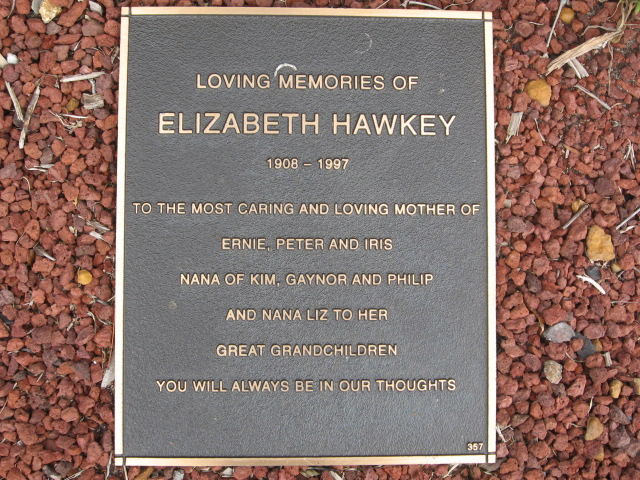 LOVING MEMORIES OF
ELIZABETH HAWKEY
1908 – 1997
TO THE MOST CARING AND LOVING MOTHER OF
ERNIE, PETER AND IRIS
NANA OF KIM, GAYNOR AND PHILIP
AND NANA LIZ TO HER
GREAT GRANDCHILDREN
YOU WILL ALWAYS BE IN OUR THOUGHTS
357